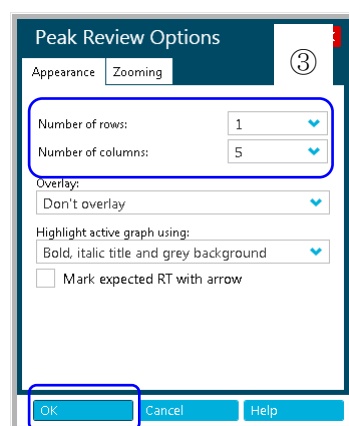 Peak Review Options
③
Appearance Zooming
Number of rows: 1
Number of columns: 5
Overlay:
Don't overlay
Highlight active graph using:
Bold, italic title and grey background
Mark expected RT with arrow
OK Cancel Help